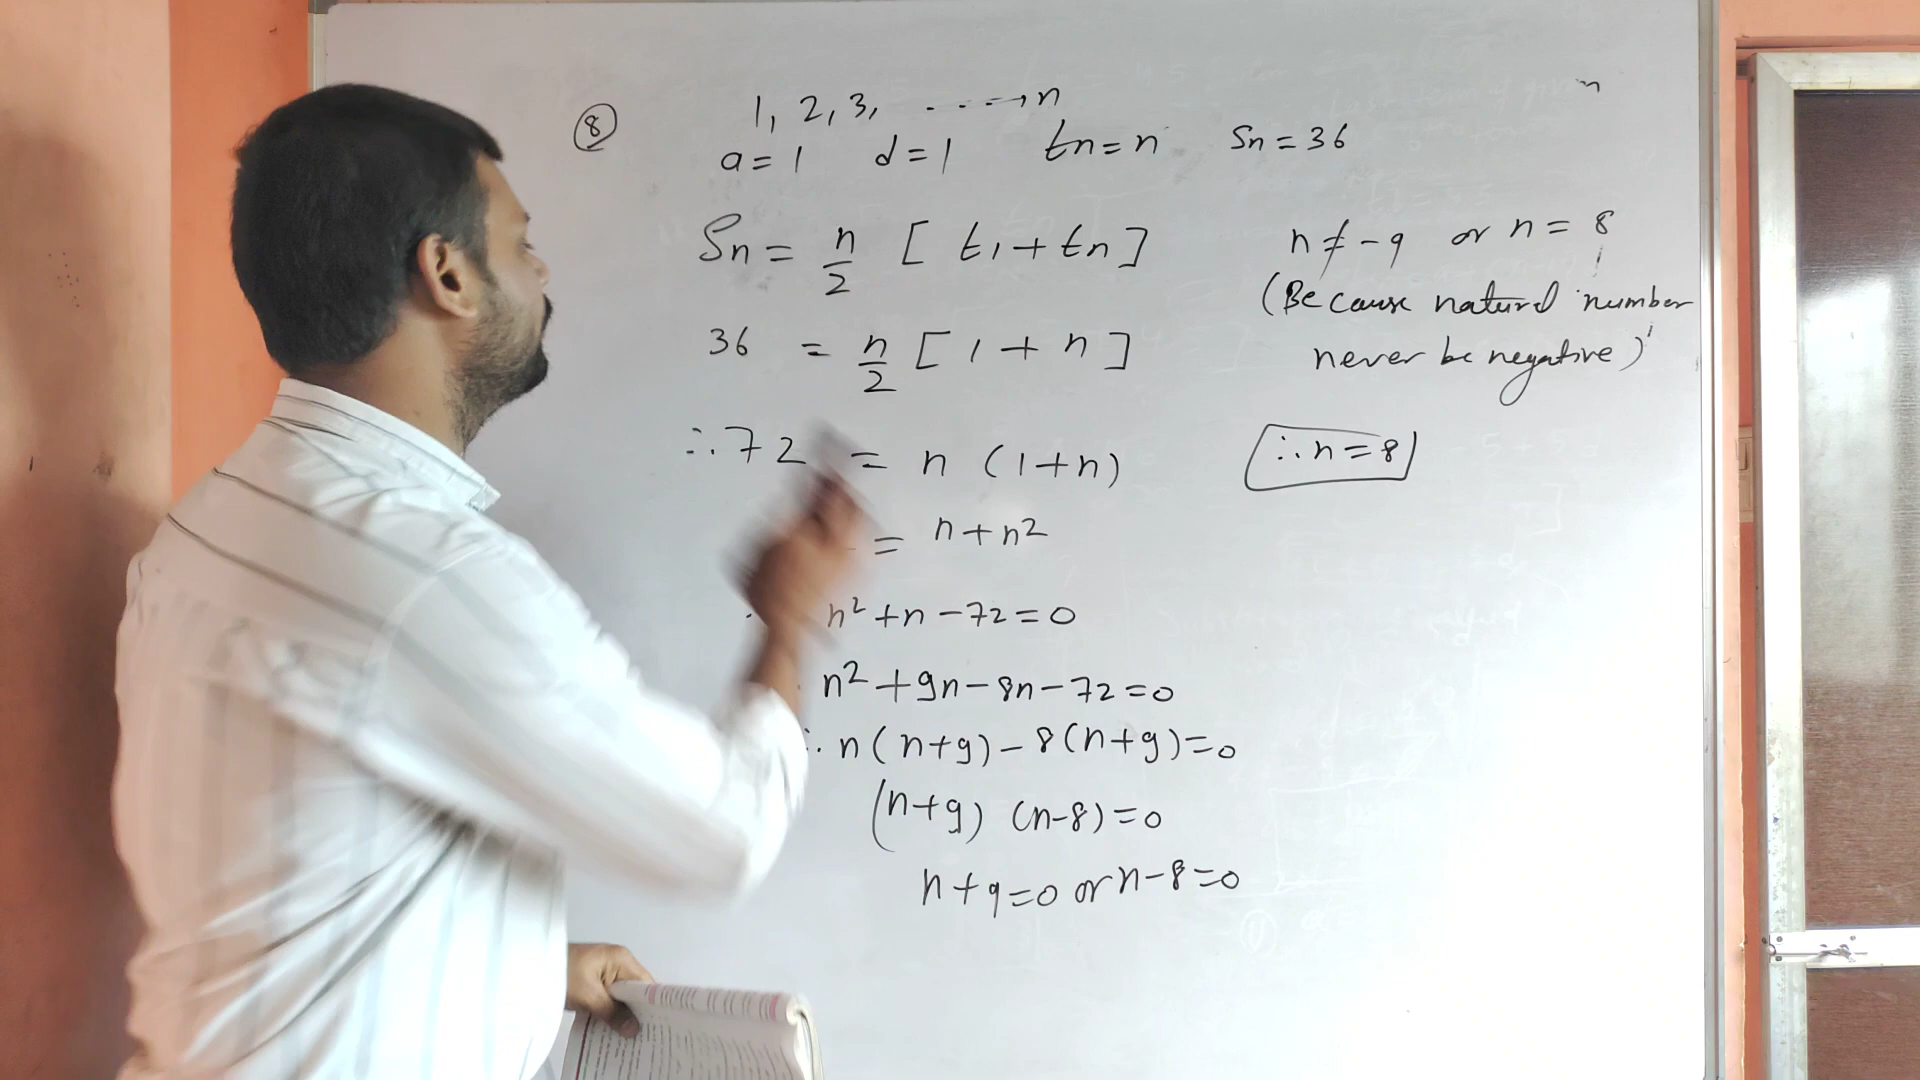 ⑧ 1, 2, 3, ....→ n
a = 1 d = 1 tn = n Sn = 36
Sn = n/2 [t1 + tn]
36 = n/2 [1 + n]
∴ 72 = n (1+n)
= n + n²
n² + n - 72 = 0
n² + 9n - 8n - 72 = 0
∴ n(n+9) - 8(n+9) = 0
(n+9) (n-8) = 0
n+9=0 or n-8=0
n ≠ -9 or n = 8
(Because natural number
never be negative)
∴ n = 8